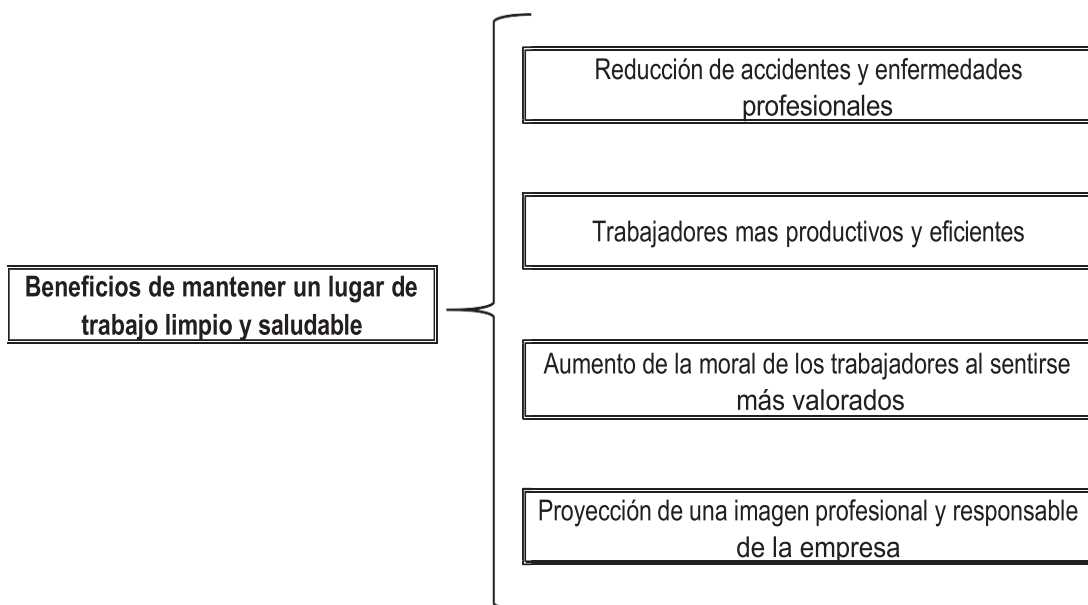 Beneficios de mantener un lugar de
trabajo limpio y saludable
Reducción de accidentes y enfermedades
profesionales
Trabajadores mas productivos y eficientes
Aumento de la moral de los trabajadores al sentirse
más valorados
Proyección de una imagen profesional y responsable
de la empresa